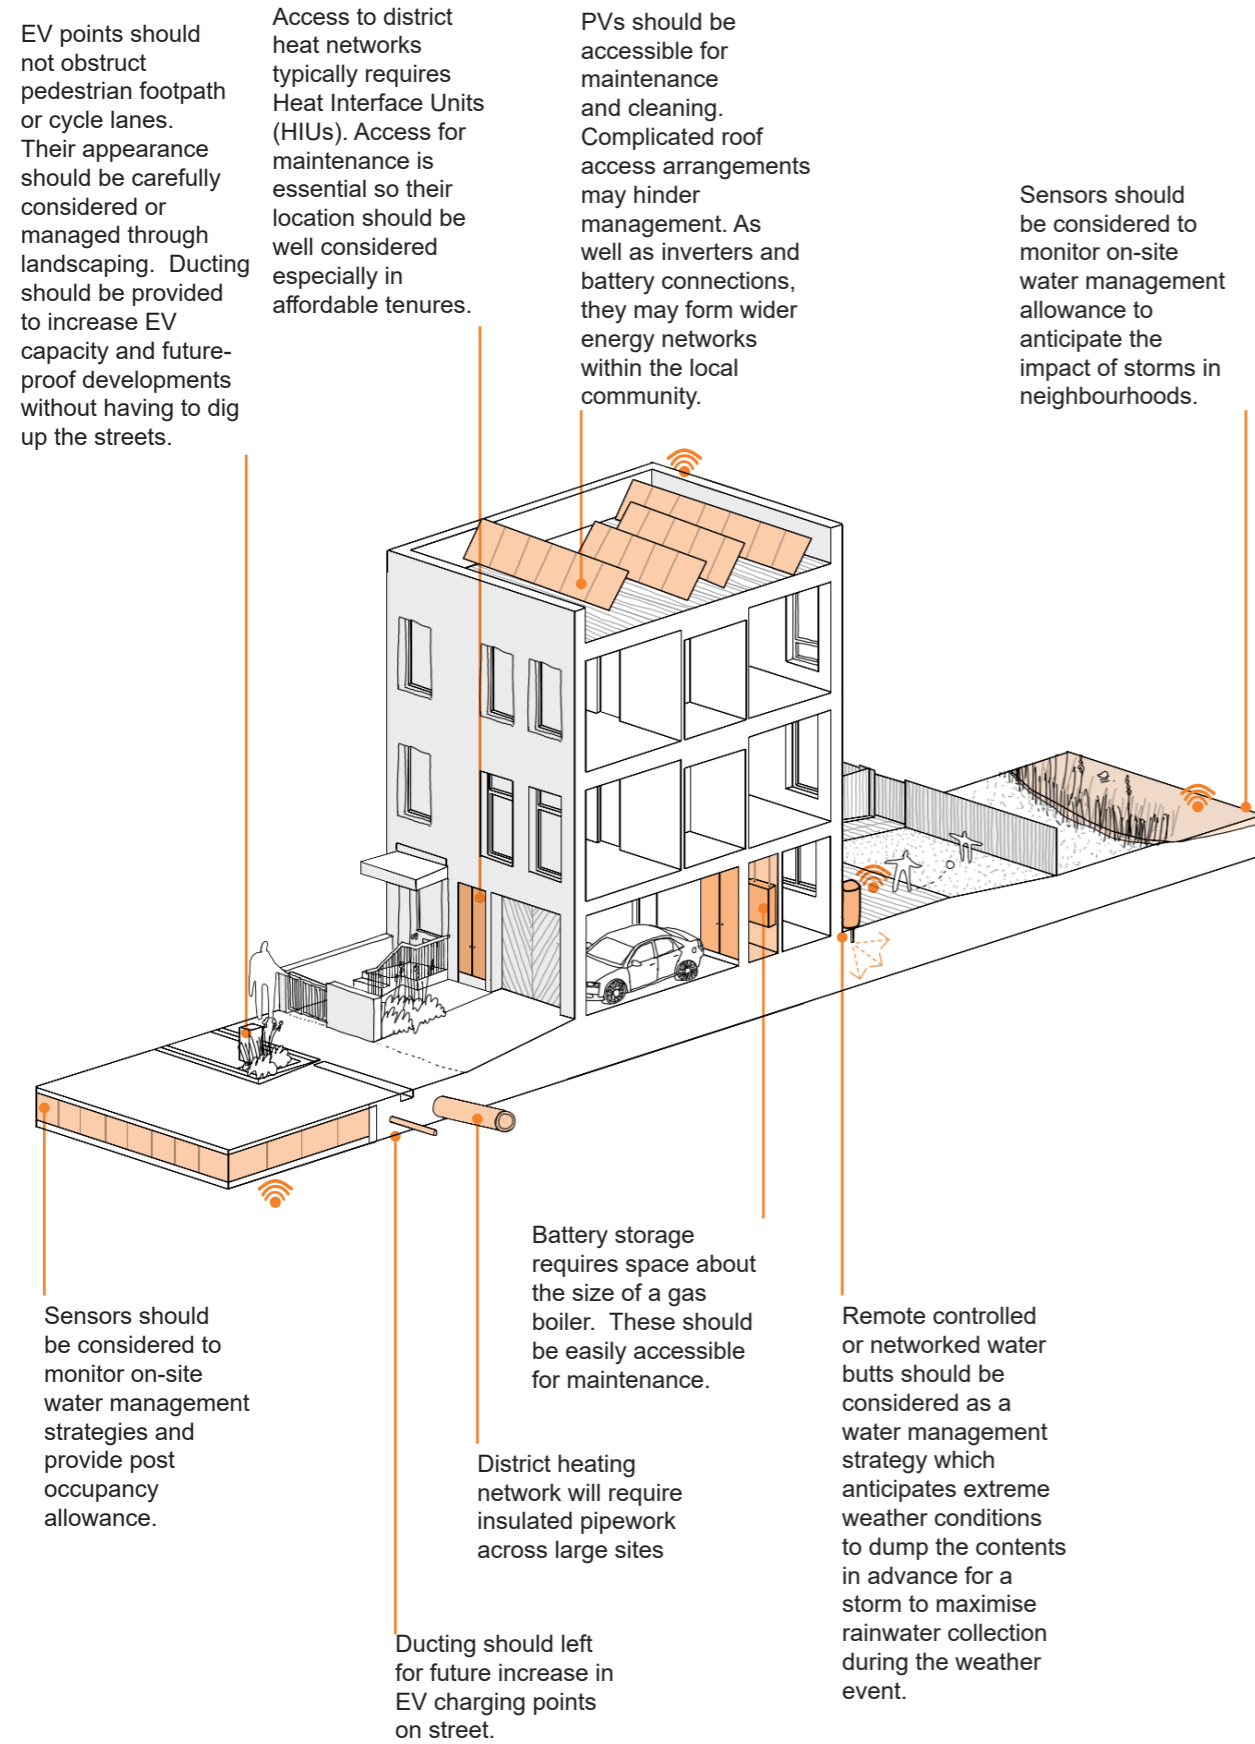 EV points should
not obstruct
pedestrian footpath
or cycle lanes.
Their appearance
should be carefully
considered or
managed through
landscaping.  Ducting
should be provided
to increase EV
capacity and future-
proof developments
without having to dig
up the streets.
Access to district
heat networks
typically requires
Heat Interface Units
(HIUs). Access for
maintenance is
essential so their
location should be
well considered
especially in
affordable tenures.
PVs should be
accessible for
maintenance
and cleaning.
Complicated roof
access arrangements
may hinder
management. As
well as inverters and
battery connections,
they may form wider
energy networks
within the local
community.
Sensors should
be considered to
monitor on-site
water management
allowance to
anticipate the
impact of storms in
neighbourhoods.
Sensors should
be considered to
monitor on-site
water management
strategies and
provide post
occupancy
allowance.
Ducting should left
for future increase in
EV charging points
on street.
District heating
network will require
insulated pipework
across large sites
Battery storage
requires space about
the size of a gas
boiler.  These should
be easily accessible
for maintenance.
Remote controlled
or networked water
butts should be
considered as a
water management
strategy which
anticipates extreme
weather conditions
to dump the contents
in advance for a
storm to maximise
rainwater collection
during the weather
event.